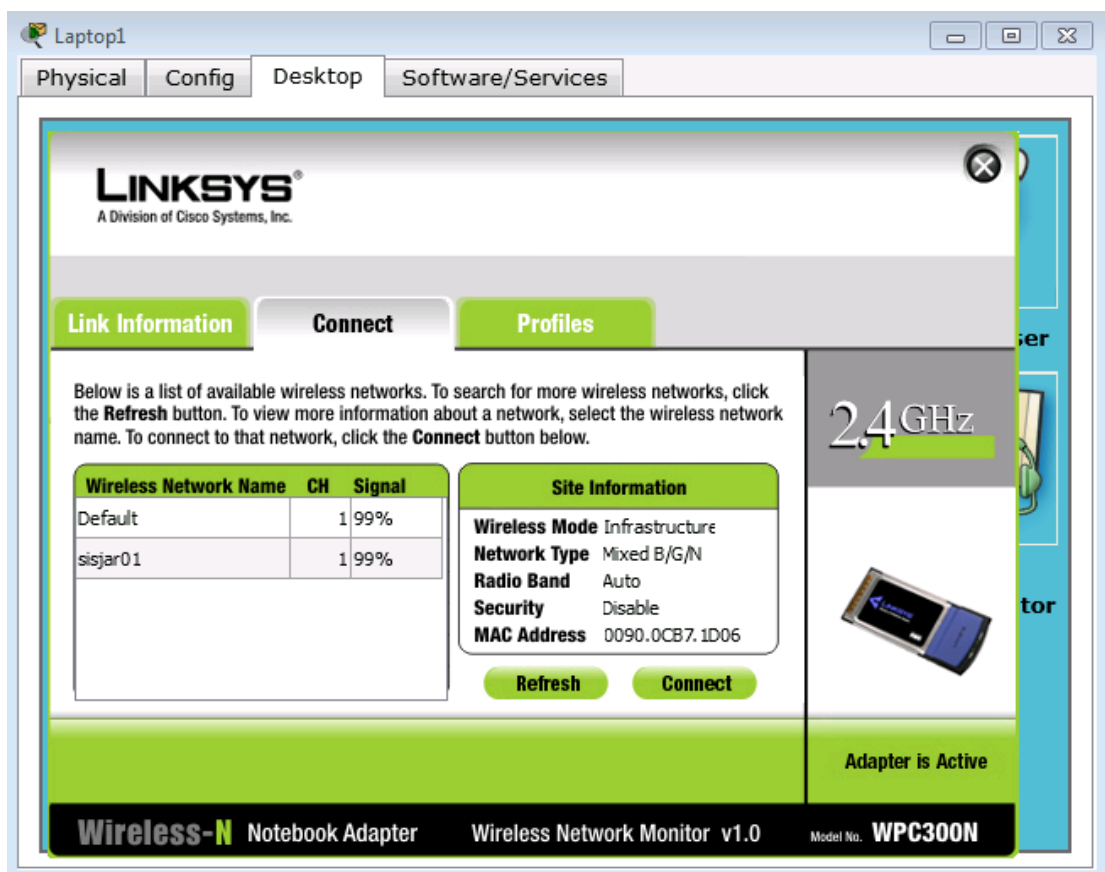 Laptop1
Physical Config Desktop Software/Services
LINKSYS®
A Division of Cisco Systems, Inc.
Link Information Connect Profiles
ser
Below is a list of available wireless networks. To search for more wireless networks, click
the Refresh button. To view more information about a network, select the wireless network
name. To connect to that network, click the Connect button below.
2.4 GHz
Wireless Network Name CH Signal
Default 1 99%
sisjar01 1 99%
Site Information
Wireless Mode Infrastructure
Network Type Mixed B/G/N
Radio Band Auto
Security Disable
MAC Address 0090.0CB7.1D06
tor
LINKSYS
Refresh Connect
Adapter is Active
Wireless-N Notebook Adapter Wireless Network Monitor v1.0 Model No. WPC300N